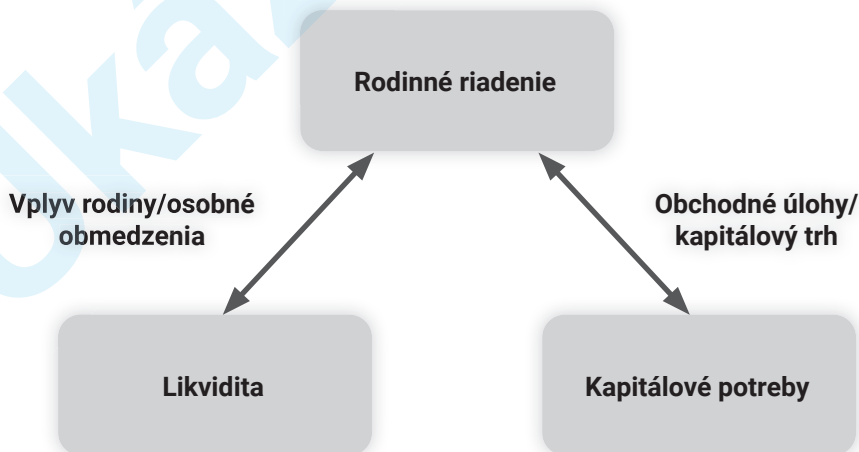 Rodinné riadenie
Vplyv rodiny/osobné
obmedzenia
Obchodné úlohy/
kapitálový trh
Likvidita
Kapitálové potreby